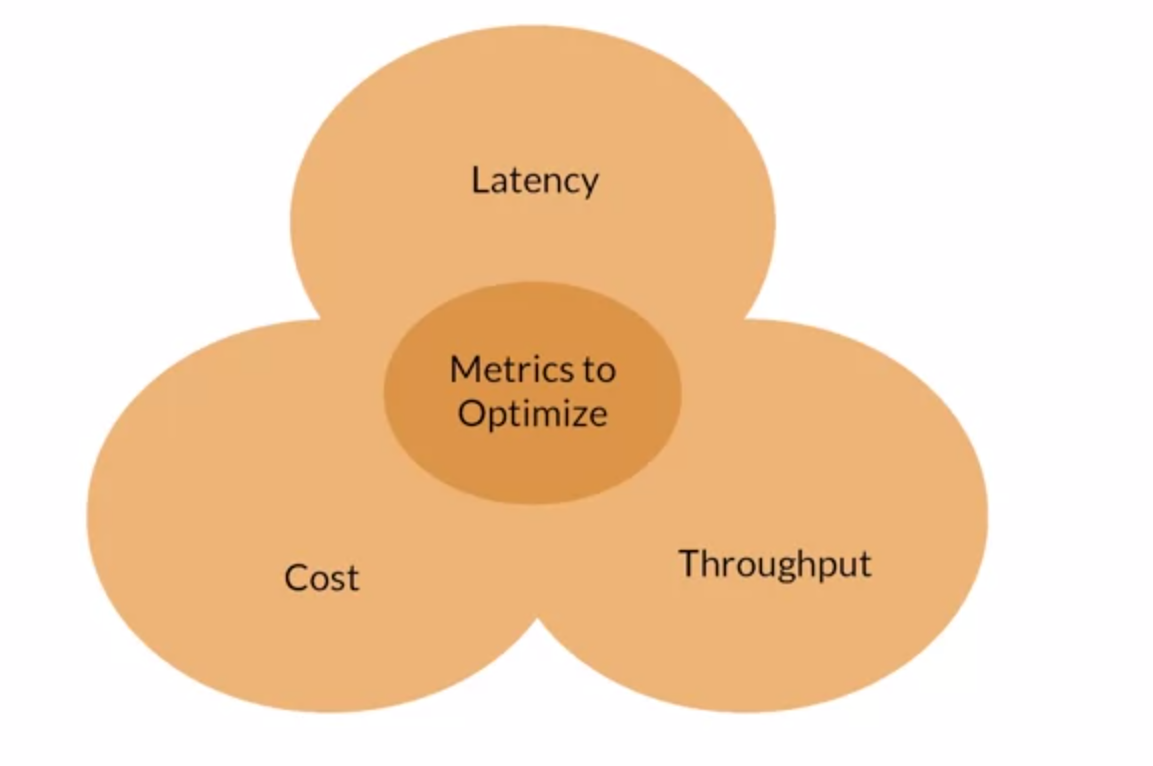 Latency
Metrics to
Optimize
Cost
Throughput